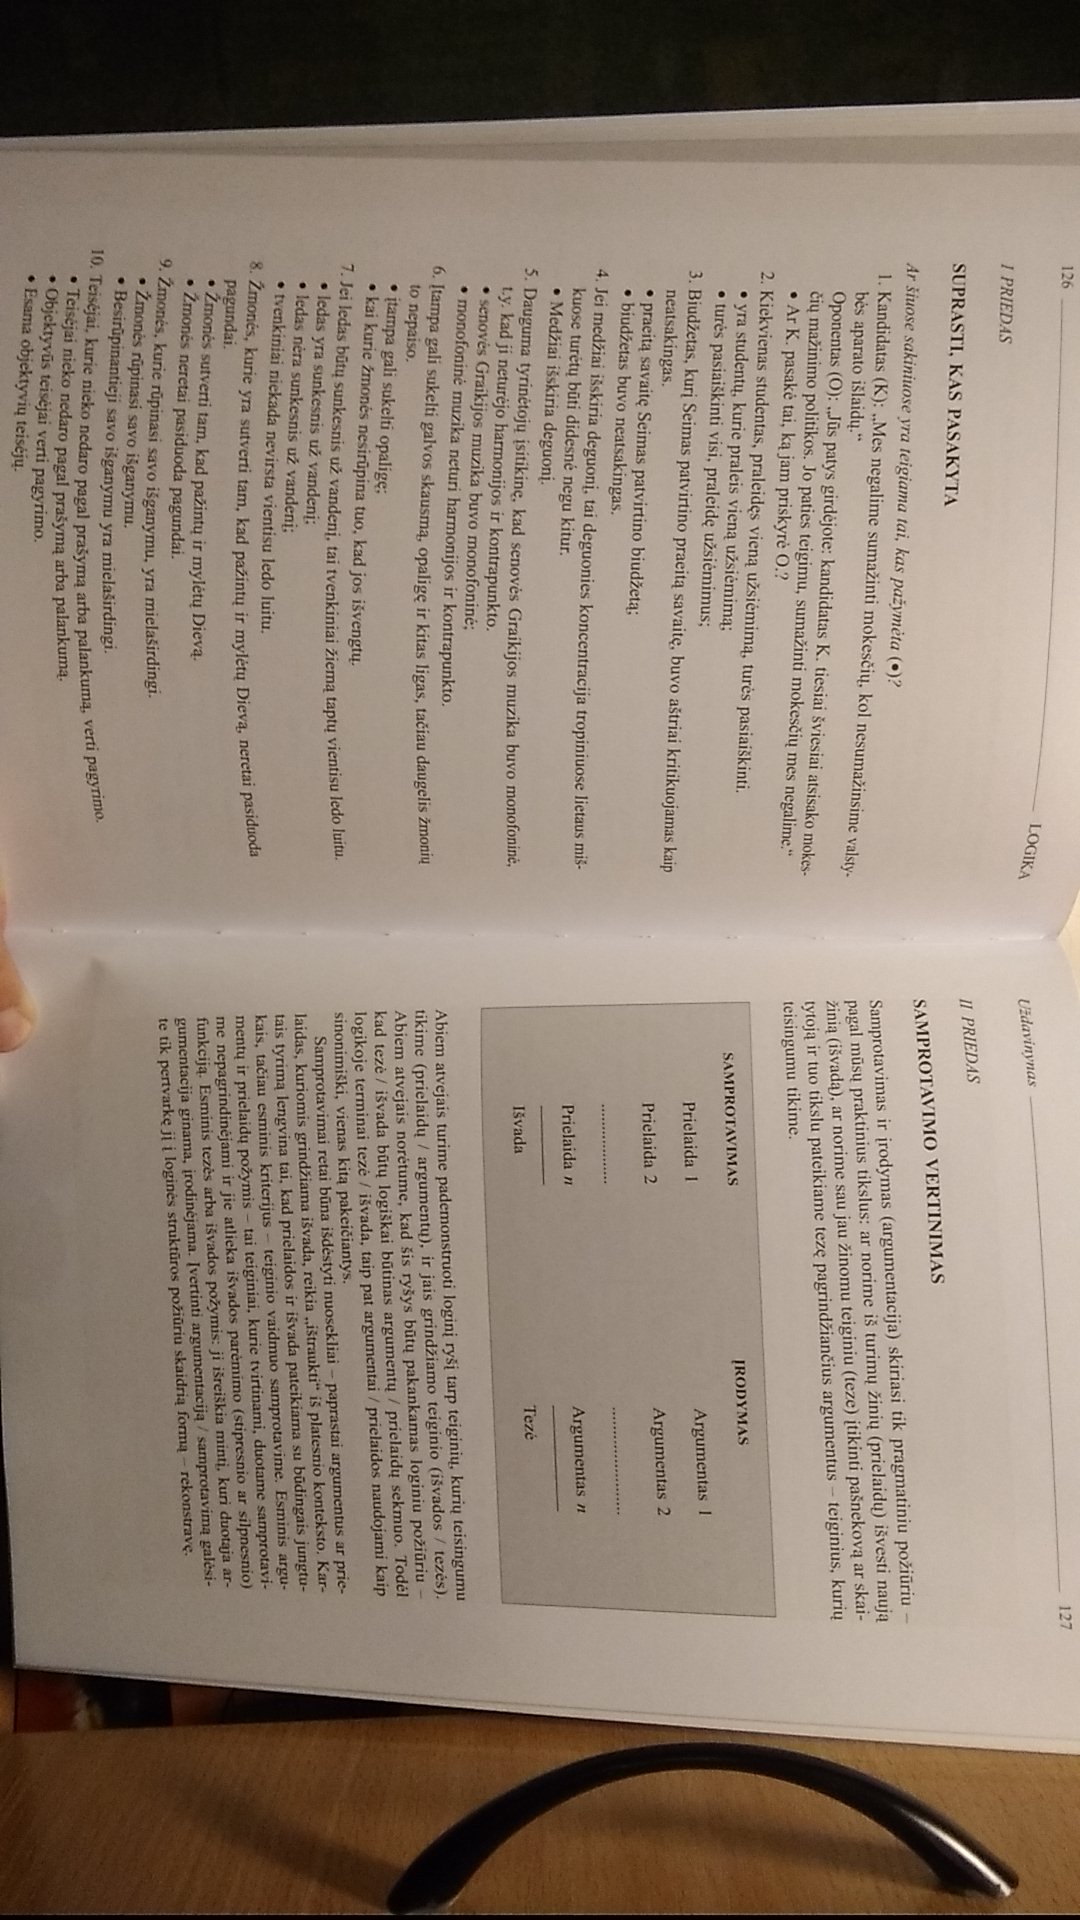 126
LOGIKA
I PRIEDAS
SUPRASTI, KAS PASAKYTA
Ar šiuose sakiniuose yra teigiama tai, kas pažymėta (•)?
1. Kandidatas (K): „Mes negalime sumažinti mokesčių, kol nesumažinsime valsty-
bės aparato išlaidų.“
Oponentas (O): „Jūs patys girdėjote: kandidatas K. tiesiai šviesiai atsisako mokes-
čių mažinimo politikos. Jo paties teigimu, sumažinti mokesčių mes negalime.“
• Ar K. pasakė tai, ką jam priskyrė O.?
2. Kiekvienas studentas, praleidęs vieną užsiėmimą, turės pasiaiškinti.
• yra studentų, kurie praleis vieną užsiėmimą;
• turės pasiaiškinti visi, praleidę užsiėmimus;
3. Biudžetas, kurį Seimas patvirtino praeitą savaitę, buvo aštriai kritikuojamas kaip
neatsakingas.
• praeitą savaitę Seimas patvirtino biudžetą;
• biudžetas buvo neatsakingas.
4. Jei medžiai išskiria deguonį, tai deguonies koncentracija tropiniuose lietaus miš-
kuose turėtų būti didesnė negu kitur.
• Medžiai išskiria deguonį.
5. Dauguma tyrinėtojų įsitikinę, kad senovės Graikijos muzika buvo monofoninė,
t.y. kad ji neturėjo harmonijos ir kontrapunkto.
• senovės Graikijos muzika buvo monofoninė;
• monofoninė muzika neturi harmonijos ir kontrapunkto.
6. Įtampa gali sukelti galvos skausmą, opaligę ir kitas ligas, tačiau daugelis žmonių
to nepaiso.
• įtampa gali sukelti opaligę;
• kai kurie žmonės nesirūpina tuo, kad jos išvengtų.
7. Jei ledas būtų sunkesnis už vandenį, tai tvenkiniai žiemą taptų vientisu ledo luitu.
• ledas yra sunkesnis už vandenį;
• ledas nėra sunkesnis už vandenį;
• tvenkiniai niekada nevirsta vientisu ledo luitu.
8. Žmonės, kurie yra sutverti tam, kad pažintų ir mylėtų Dievą, neretai pasiduoda
pagundai.
• Žmonės sutverti tam, kad pažintų ir mylėtų Dievą.
• Žmonės neretai pasiduoda pagundai.
9. Žmonės, kurie rūpinasi savo išganymu, yra mielaširdingi.
• Žmonės rūpinasi savo išganymu.
• Besirūpinantieji savo išganymu yra mielaširdingi.
10. Teisėjai, kurie nieko nedaro pagal prašymą arba palankumą, verti pagyrimo.
• Teisėjai nieko nedaro pagal prašymą arba palankumą.
• Objektyvūs teisėjai verti pagyrimo.
• Esama objektyvių teisėjų.
Uždavinynas
127
II PRIEDAS
SAMPROTAVIMO VERTINIMAS
Samprotavimas ir įrodymas (argumentacija) skiriasi tik pragmatiniu požiūriu –
pagal mūsų praktinius tikslus: ar norime iš turimų žinių (prielaidų) išvesti naują
žinią (išvadą), ar norime sau jau žinomu teiginiu (teze) įtikinti pašnekovą ar skai-
tytoją ir tuo tikslu pateikiame tezę pagrindžiančius argumentus – teiginius, kurių
teisingumu tikime.
SAMPROTAVIMAS ĮRODYMAS
Prielaida 1 Argumentas 1
Prielaida 2 Argumentas 2
................ ......................
Prielaida n Argumentas n
Išvada Tezė
Abiem atvejais turime pademonstruoti loginį ryšį tarp teiginių, kurių teisingumu
tikime (prielaidų / argumentų), ir jais grindžiamo teiginio (išvados / tezės).
Abiem atvejais norėtume, kad šis ryšys būtų pakankamas loginiu požiūriu –
kad tezė / išvada būtų logiškai būtinas argumentų / prielaidų sekmuo. Todėl
logikoje terminai tezė / išvada, taip pat argumentai / prielaidos naudojami kaip
sinonimiški, vienas kitą pakeičiantys.
Samprotavimai retai būna išdėstyti nuosekliai – paprastai argumentus ar prie-
laidas, kuriomis grindžiama išvada, reikia „ištraukti“ iš platesnio konteksto. Kar-
tais tyrimą lengvina tai, kad prielaidos ir išvada pateikiama su būdingais jungtu-
kais, tačiau esminis kriterijus – teiginio vaidmuo samprotavime. Esminis argu-
mentų ir prielaidų požymis – tai teiginiai, kurie tvirtinami, duotame samprotavi-
me nepagrindinėjami ir jie atlieka išvados parėmimo (stipresnio ar silpnesnio)
funkciją. Esminis tezės arba išvados požymis: ji išreiškia mintį, kuri duotąja ar-
gumentacija ginama, įrodinėjama. Įvertinti argumentaciją / samprotavimą galėsi-
te tik pertvarkę jį į loginės struktūros požiūriu skaidrią formą – rekonstravę.